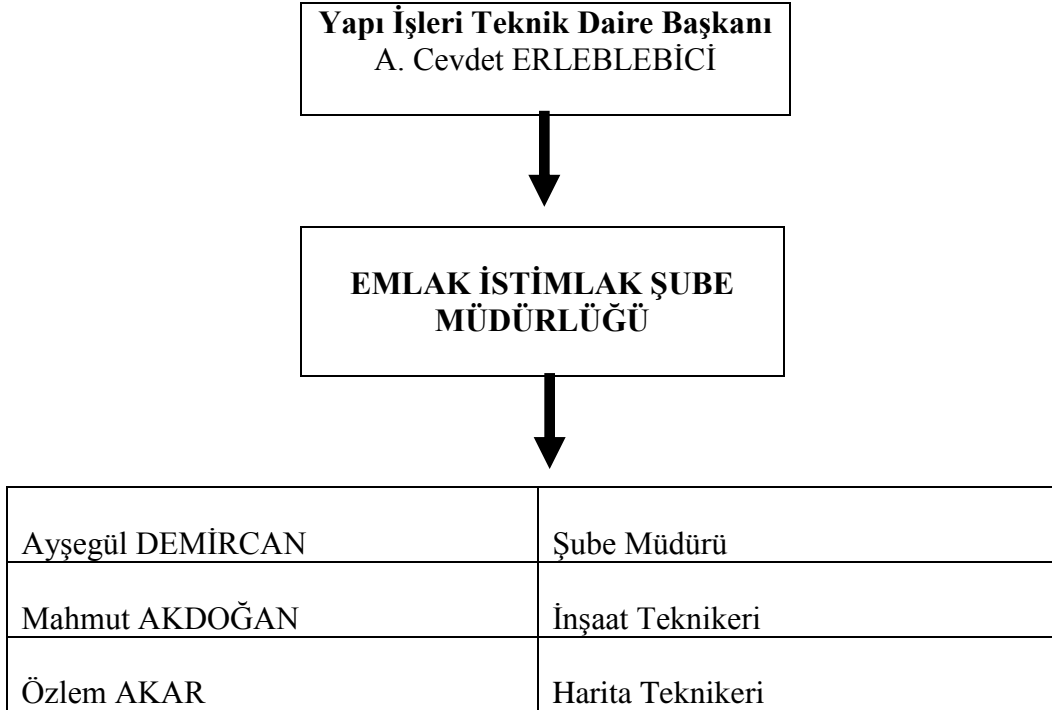 Yapı İşleri Teknik Daire Başkanı
A. Cevdet ERLEBLEBİCİ
EMLAK İSTİMLAK ŞUBE
MÜDÜRLÜĞÜ
Ayşegül DEMİRCAN Şube Müdürü
Mahmut AKDOĞAN İnşaat Teknikeri
Özlem AKAR Harita Teknikeri